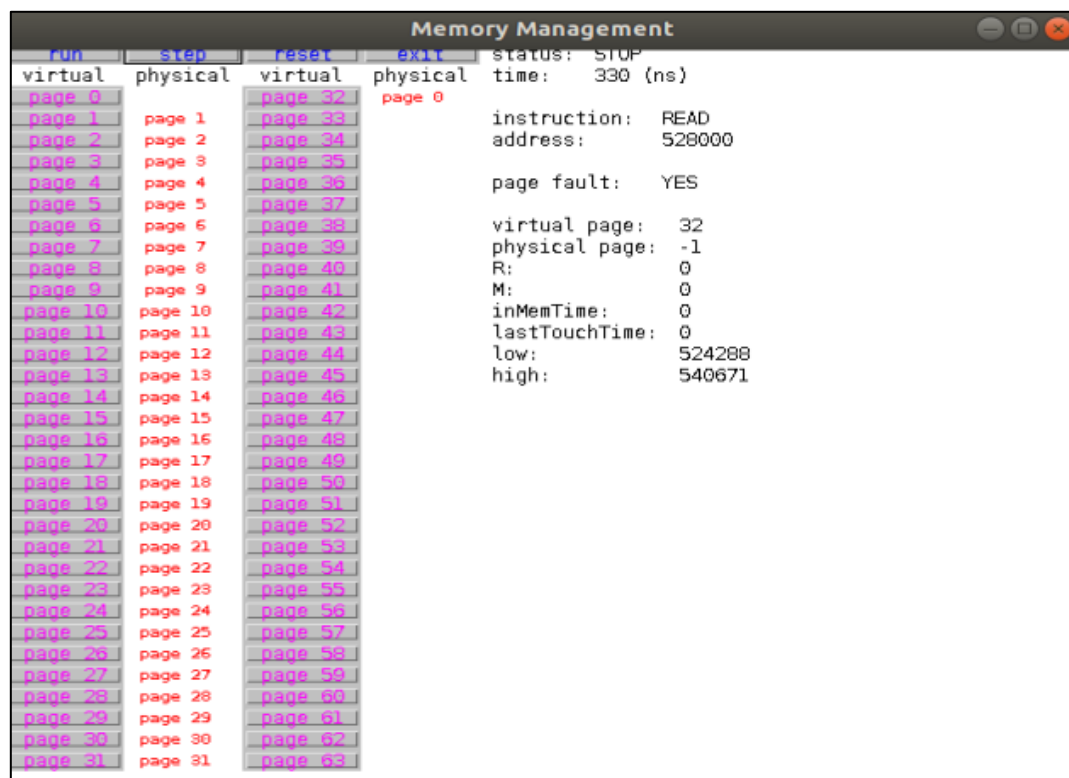 Memory Management
run step reset exit status: STOP
virtual physical virtual physical time: 330 (ns)
page 0 page 32 page 0
page 1 page 1 page 33 instruction: READ
page 2 page 2 page 34 address: 528000
page 3 page 3 page 35
page 4 page 4 page 36 page fault: YES
page 5 page 5 page 37
page 6 page 6 page 38 virtual page: 32
page 7 page 7 page 39 physical page: -1
page 8 page 8 page 40 R: 0
page 9 page 9 page 41 M: 0
page 10 page 10 page 42 inMemTime: 0
page 11 page 11 page 43 lastTouchTime: 0
page 12 page 12 page 44 low: 524288
page 13 page 13 page 45 high: 540671
page 14 page 14 page 46
page 15 page 15 page 47
page 16 page 16 page 48
page 17 page 17 page 49
page 18 page 18 page 50
page 19 page 19 page 51
page 20 page 20 page 52
page 21 page 21 page 53
page 22 page 22 page 54
page 23 page 23 page 55
page 24 page 24 page 56
page 25 page 25 page 57
page 26 page 26 page 58
page 27 page 27 page 59
page 28 page 28 page 60
page 29 page 29 page 61
page 30 page 30 page 62
page 31 page 31 page 63